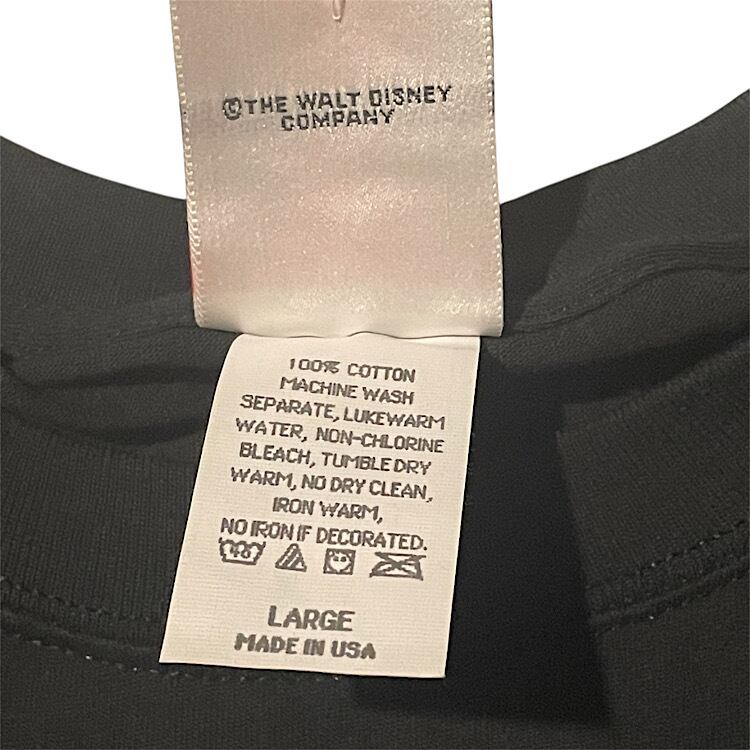 ©THE WALT DISNEY
COMPANY
100% COTTON
MACHINE WASH
SEPARATE, LUKEWARM
WATER, NON-CHLORINE
BLEACH, TUMBLE DRY
WARM, NO DRY CLEAN,
IRON WARM,
NO IRON IF DECORATED.
LARGE
MADE IN USA